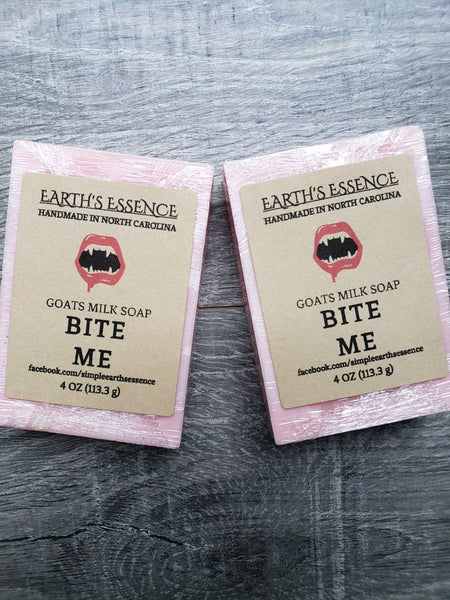 EARTH'S ESSENCE
HANDMADE IN NORTH CAROLINA
GOATS MILK SOAP
BITE
ME
facebook.com/simpleearthsessence
4 OZ (113.3 g)
EARTH'S ESSENCE
HANDMADE IN NORTH CAROLINA
GOATS MILK SOAP
BITE
ME
facebook.com/simpleearthsessence
4 OZ (113.3 g)